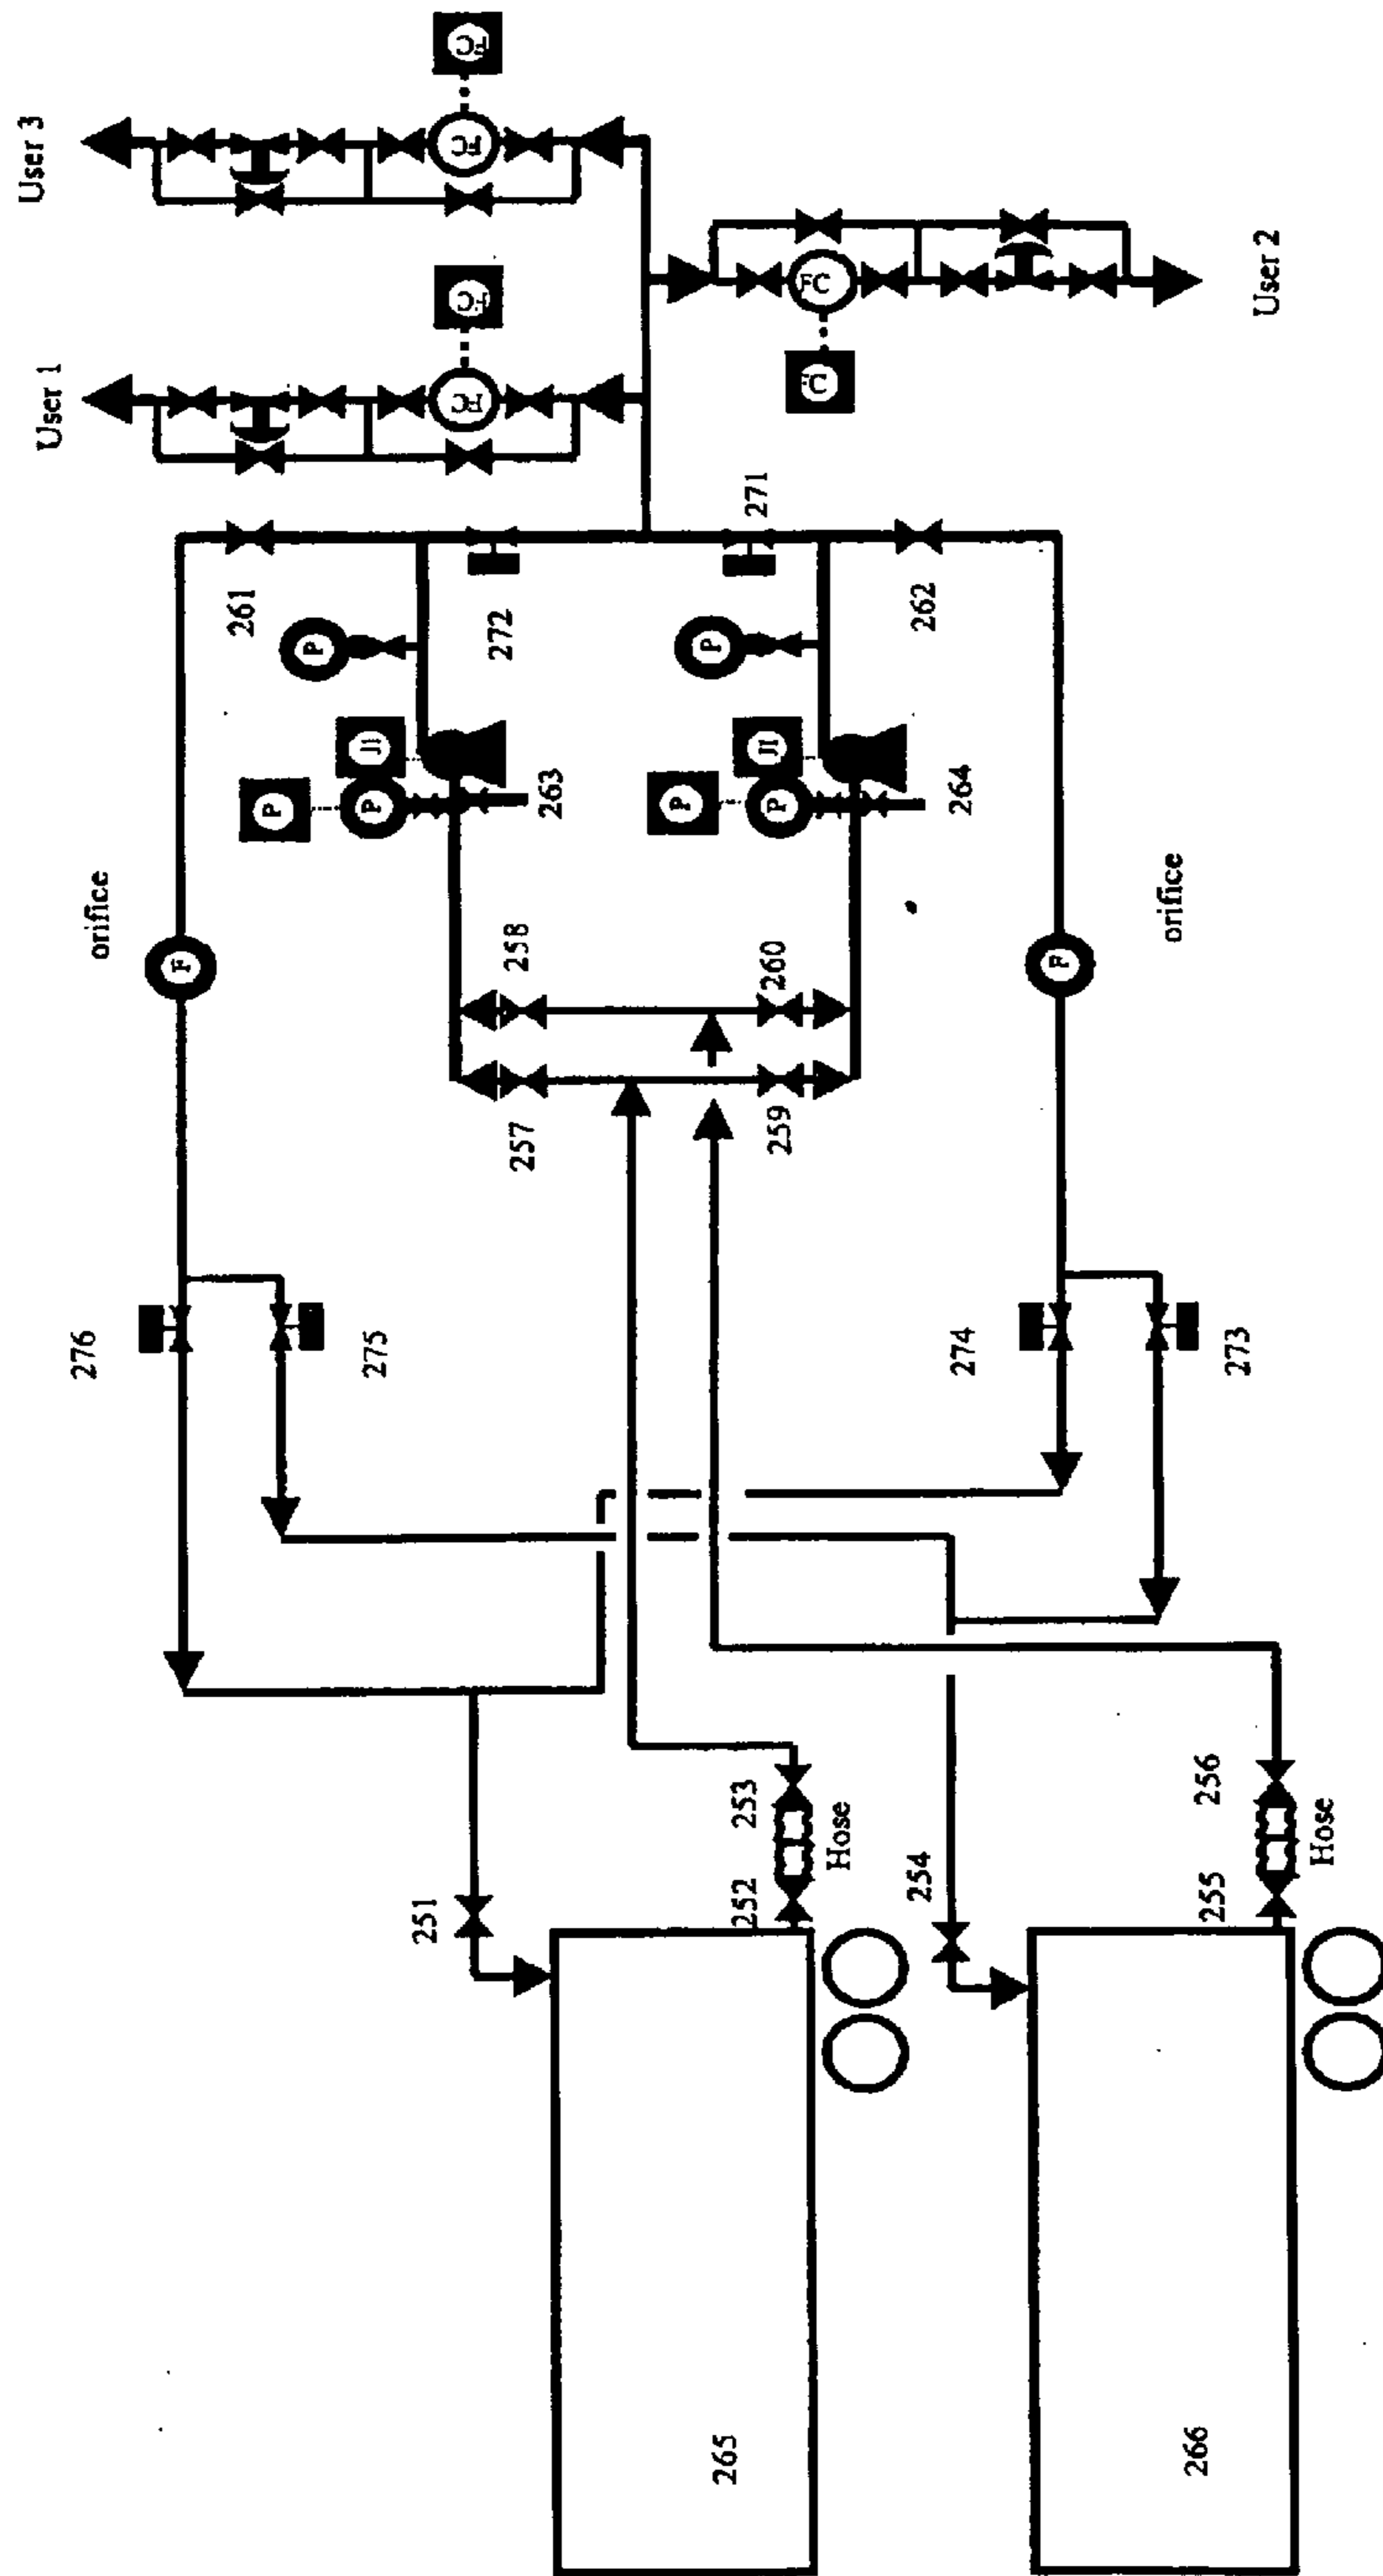 User 3
FC
FC
User 1
FC
FC
FC
FC
User 2
271
261
272
262
P
P
JI
JI
P
P
263
P
P
264
orifice
orifice
F
F
258
260
257
259
276
275
274
273
253
256
Hose
Hose
251
252
254
255
265
266